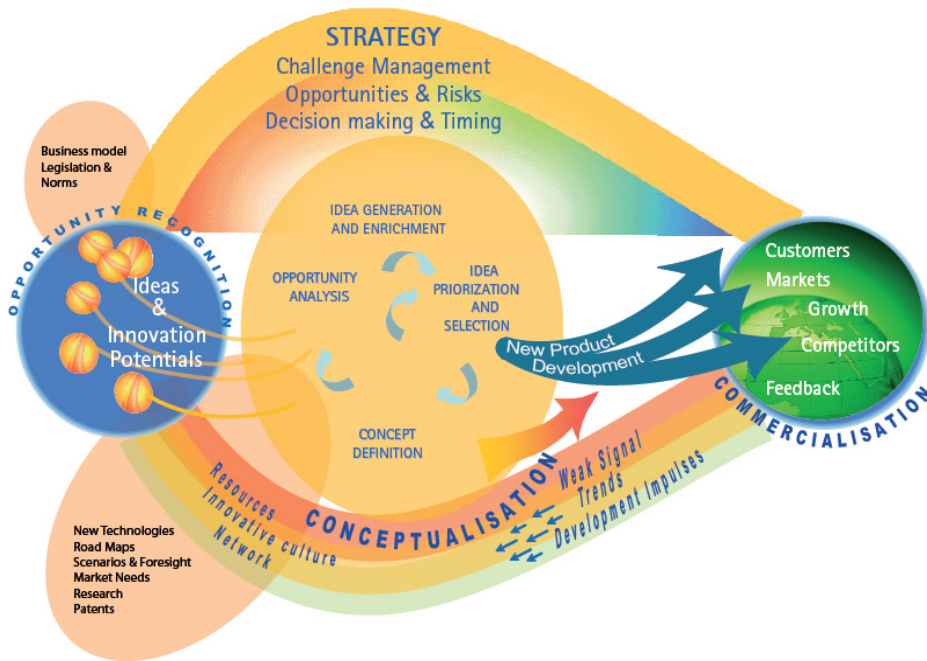 STRATEGY
Challenge Management
Opportunities & Risks
Decision making & Timing
Business model
Legislation &
Norms
OPPORTUNITY RECOGNITION
Ideas
&
Innovation
Potentials
IDEA GENERATION
AND ENRICHMENT
OPPORTUNITY
ANALYSIS
IDEA
PRIORIZATION
AND
SELECTION
CONCEPT
DEFINITION
New Product
Development
Customers
Markets
Growth
Competitors
Feedback
COMMERCIALISATION
Resources
Innovative culture
Network
CONCEPTUALISATION
Weak Signal
Trends
Development Impulses
New Technologies
Road Maps
Scenarios & Foresight
Market Needs
Research
Patents